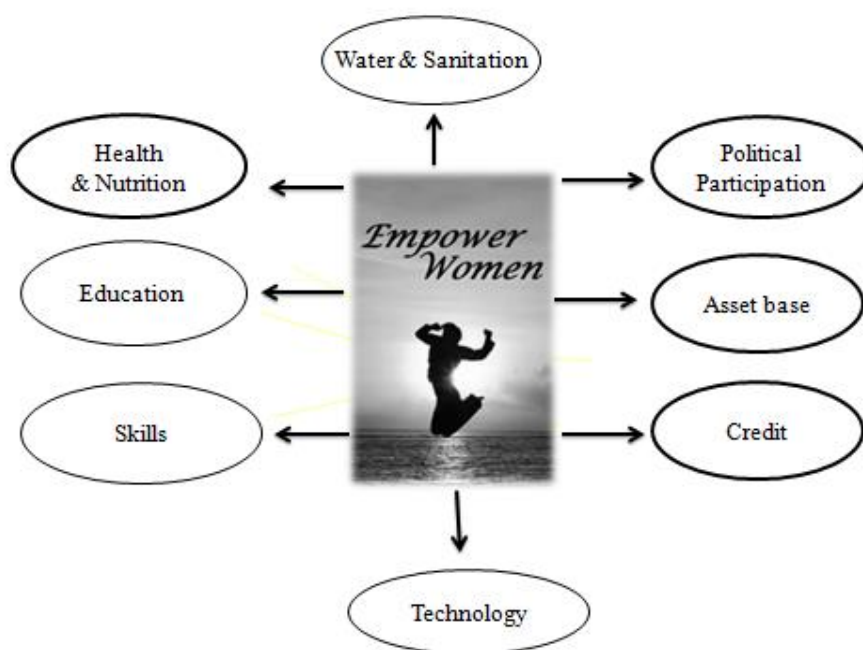 Water & Sanitation
Health
& Nutrition
Political
Participation
Empower
Women
Education
Asset base
Skills
Credit
Technology